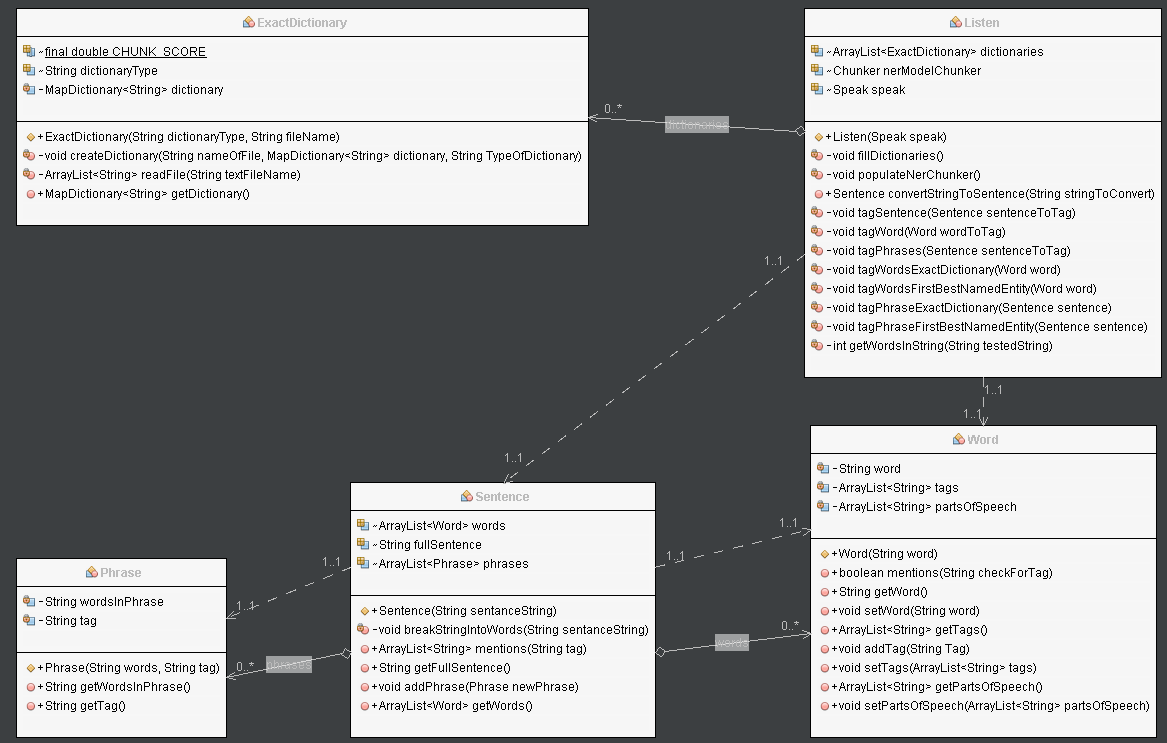 ExactDictionary
~final double CHUNK_SCORE
~String dictionaryType
-MapDictionary<String> dictionary
+ExactDictionary(String dictionaryType, String fileName)
-void createDictionary(String nameOfFile, MapDictionary<String> dictionary, String TypeOfDictionary)
-ArrayList<String> readFile(String textFileName)
+MapDictionary<String> getDictionary()
0..*
dictionaries
Listen
~ArrayList<ExactDictionary> dictionaries
~Chunker nerModelChunker
~Speak speak
+Listen(Speak speak)
-void fillDictionaries()
-void populateNerChunker()
+Sentence convertStringToSentence(String stringToConvert)
-void tagSentence(Sentence sentenceToTag)
-void tagWord(Word wordToTag)
-void tagPhrases(Sentence sentenceToTag)
-void tagWordsExactDictionary(Word word)
-void tagWordsFirstBestNamedEntity(Word word)
-void tagPhraseExactDictionary(Sentence sentence)
-void tagPhraseFirstBestNamedEntity(Sentence sentence)
-int getWordsInString(String testedString)
1..1
1..1
1..1
1..1
Phrase
-String wordsInPhrase
-String tag
+Phrase(String words, String tag)
+String getWordsInPhrase()
+String getTag()
1..1
1..1
0..*
phrases
Sentence
~ArrayList<Word> words
~String fullSentence
~ArrayList<Phrase> phrases
+Sentence(String sentanceString)
-void breakStringIntoWords(String sentanceString)
+ArrayList<String> mentions(String tag)
+String getFullSentence()
+void addPhrase(Phrase newPhrase)
+ArrayList<Word> getWords()
1..1
1..1
words
0..*
Word
-String word
-ArrayList<String> tags
-ArrayList<String> partsOfSpeech
+Word(String word)
+boolean mentions(String checkForTag)
+String getWord()
+void setWord(String word)
+ArrayList<String> getTags()
+void addTag(String Tag)
+void setTags(ArrayList<String> tags)
+ArrayList<String> getPartsOfSpeech()
+void setPartsOfSpeech(ArrayList<String> partsOfSpeech)